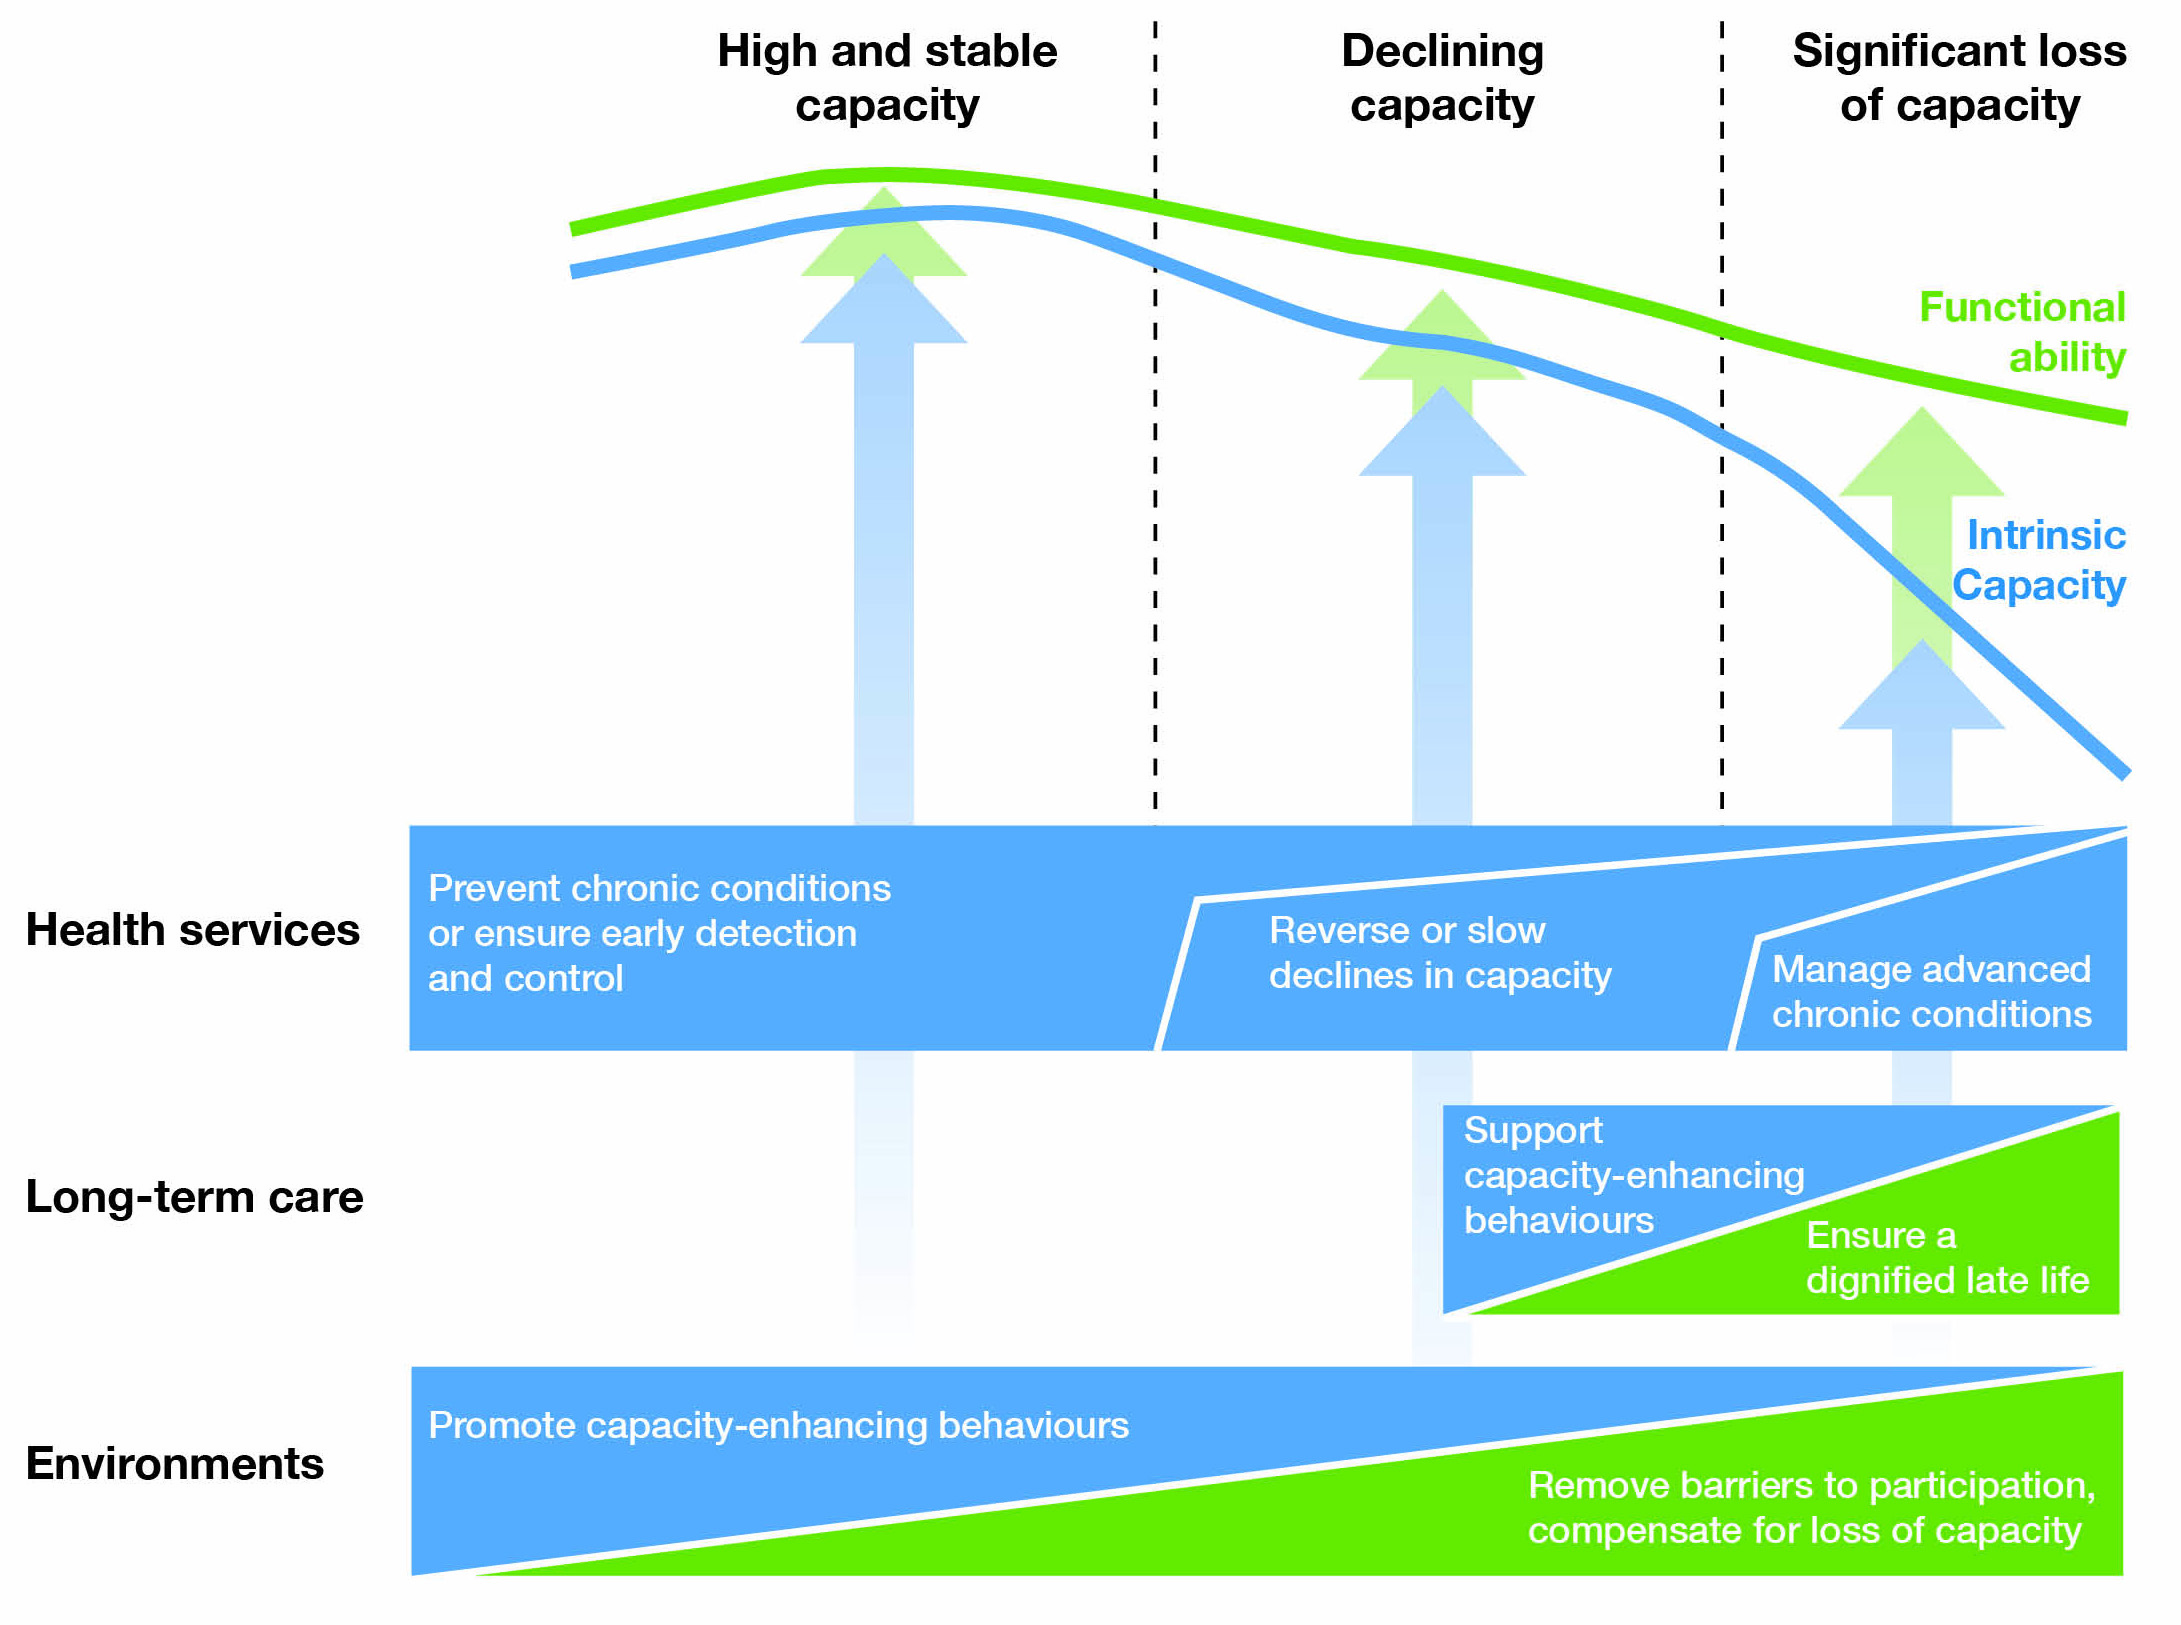 High and stable
capacity
Declining
capacity
Significant loss
of capacity
Functional
ability
Intrinsic
Capacity
Health services
Prevent chronic conditions
or ensure early detection
and control
Reverse or slow
declines in capacity
Manage advanced
chronic conditions
Long-term care
Support
capacity-enhancing
behaviours
Ensure a
dignified late life
Environments
Promote capacity-enhancing behaviours
Remove barriers to participation,
compensate for loss of capacity